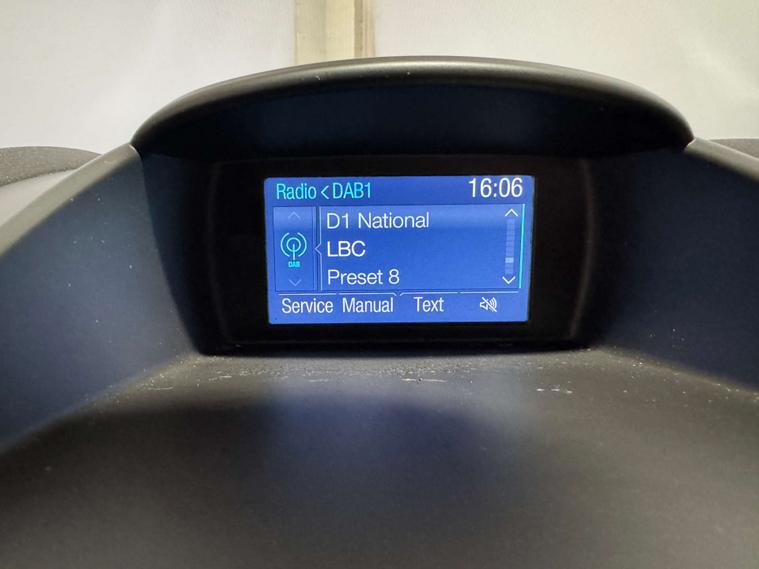 Radio < DAB1 16:06
D1 National
LBC
DAB
Preset 8
Service Manual Text